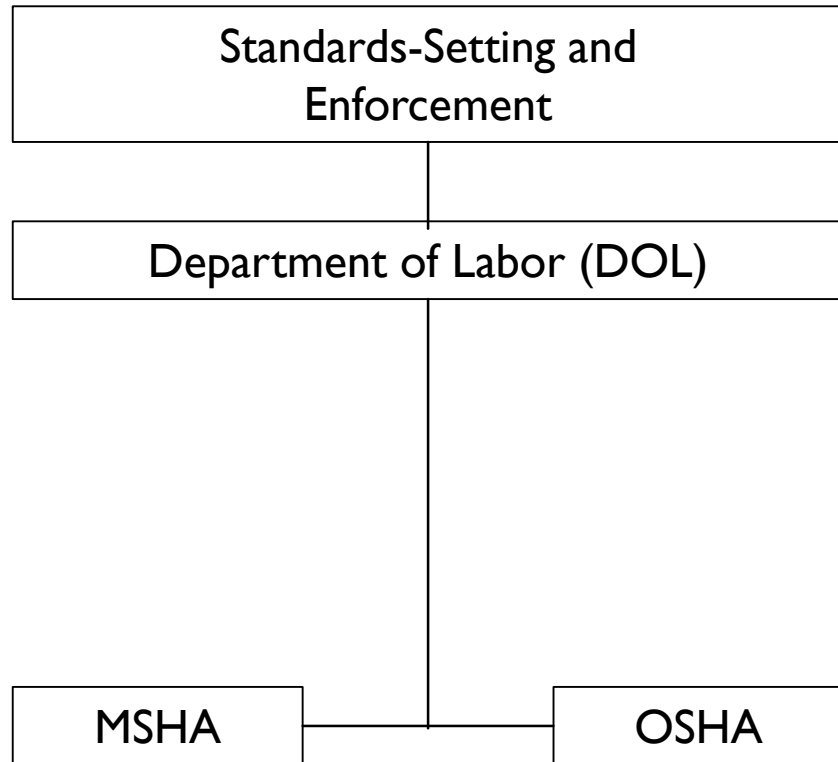 Standards-Setting and
Enforcement
Department of Labor (DOL)
MSHA
OSHA